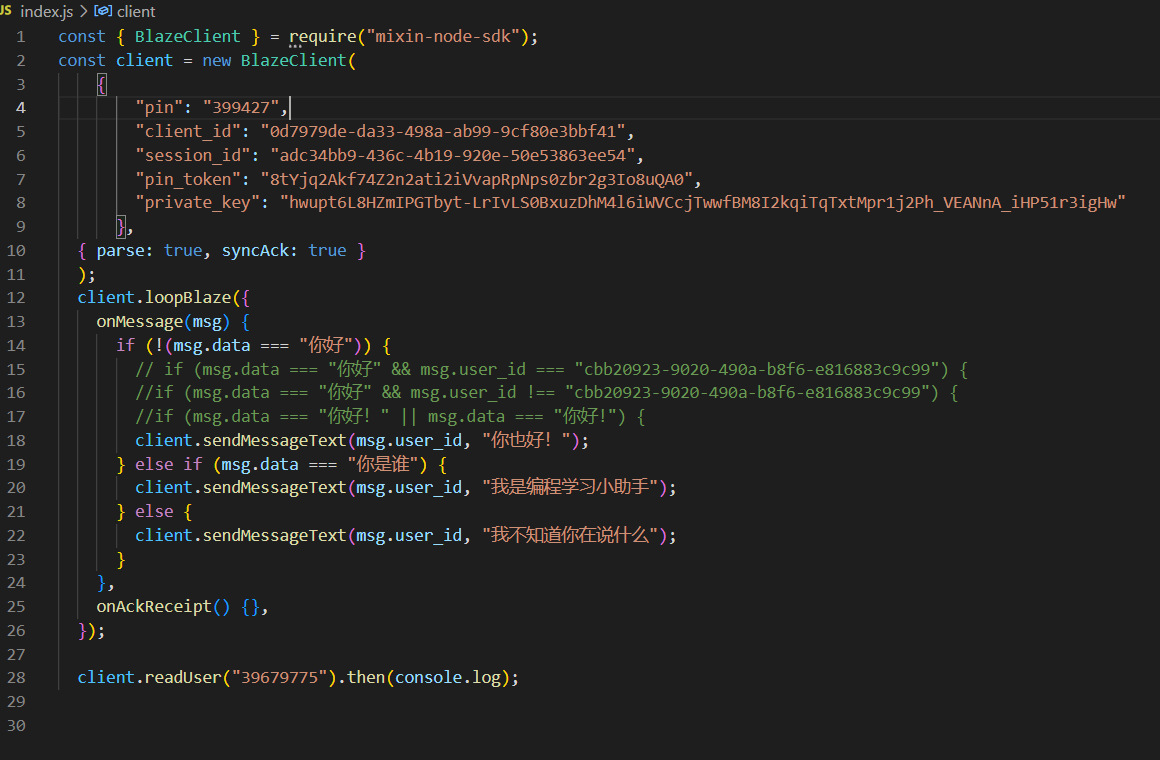 JS index.js > client
1 const { BlazeClient } = require("mixin-node-sdk");
2 const client = new BlazeClient(
3 {
4 "pin": "399427",
5 "client_id": "0d7979de-da33-498a-ab99-9cf80e3bbf41",
6 "session_id": "adc34bb9-436c-4b19-920e-50e53863ee54",
7 "pin_token": "8tYjq2Akf74Z2n2ati2iVvapRpNps0zbr2g3Io8uQA0",
8 "private_key": "hwupt6L8HZmIPGTbyt-LrIvLS0BxuzDhM4l6iWVCcjTwwfBM8I2kqiTqTxtMpr1j2Ph_VEANnA_iHP51r3igHw"
9 },
10 { parse: true, syncAck: true }
11 );
12 client.loopBlaze({
13 onMessage(msg) {
14 if (!(msg.data === "你好")) {
15 // if (msg.data === "你好" && msg.user_id === "cbb20923-9020-490a-b8f6-e816883c9c99") {
16 //if (msg.data === "你好" && msg.user_id !== "cbb20923-9020-490a-b8f6-e816883c9c99") {
17 //if (msg.data === "你好！" || msg.data === "你好!") {
18 client.sendMessageText(msg.user_id, "你也好！");
19 } else if (msg.data === "你是谁") {
20 client.sendMessageText(msg.user_id, "我是编程学习小助手");
21 } else {
22 client.sendMessageText(msg.user_id, "我不知道你在说什么");
23 }
24 },
25 onAckReceipt() {},
26 });
27
28 client.readUser("39679775").then(console.log);
29
30